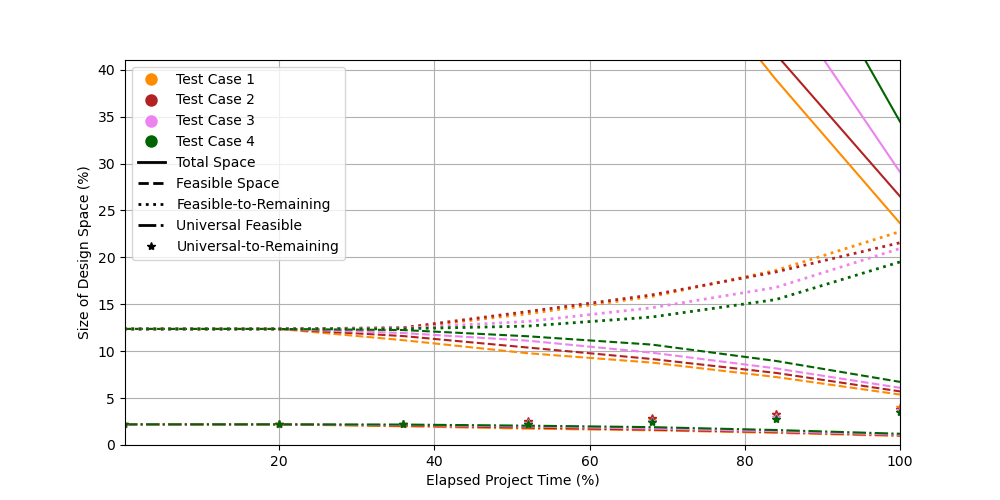 40
35
30
25
20
15
10
5
0
Size of Design Space (%)
Test Case 1
Test Case 2
Test Case 3
Test Case 4
Total Space
Feasible Space
Feasible-to-Remaining
Universal Feasible
Universal-to-Remaining
20 40 60 80 100
Elapsed Project Time (%)